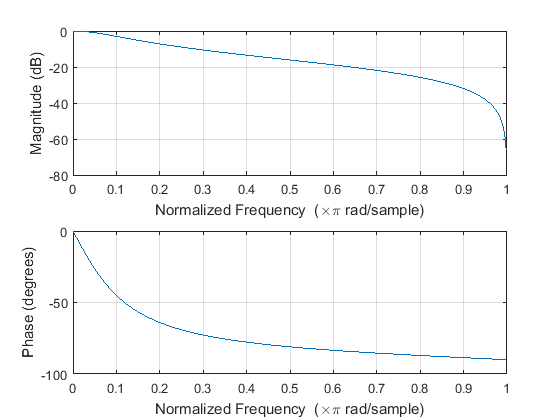 0
-20
-40
-60
-80
Magnitude (dB)
0 0.1 0.2 0.3 0.4 0.5 0.6 0.7 0.8 0.9 1
Normalized Frequency (×π rad/sample)
0
-50
-100
Phase (degrees)
0 0.1 0.2 0.3 0.4 0.5 0.6 0.7 0.8 0.9 1
Normalized Frequency (×π rad/sample)